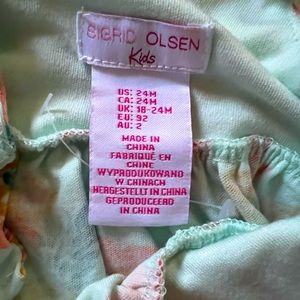 SIGRID OLSEN
Kids
US: 24M
CA: 24M
UK: 18-24M
EU: 92
AU: 2
MADE IN
CHINA
FABRIQUÉ EN
CHINE
WYPRODUKOWANO
W CHINACH
HERGESTELLT IN CHINA
GEPRODUCEERD
IN CHINA